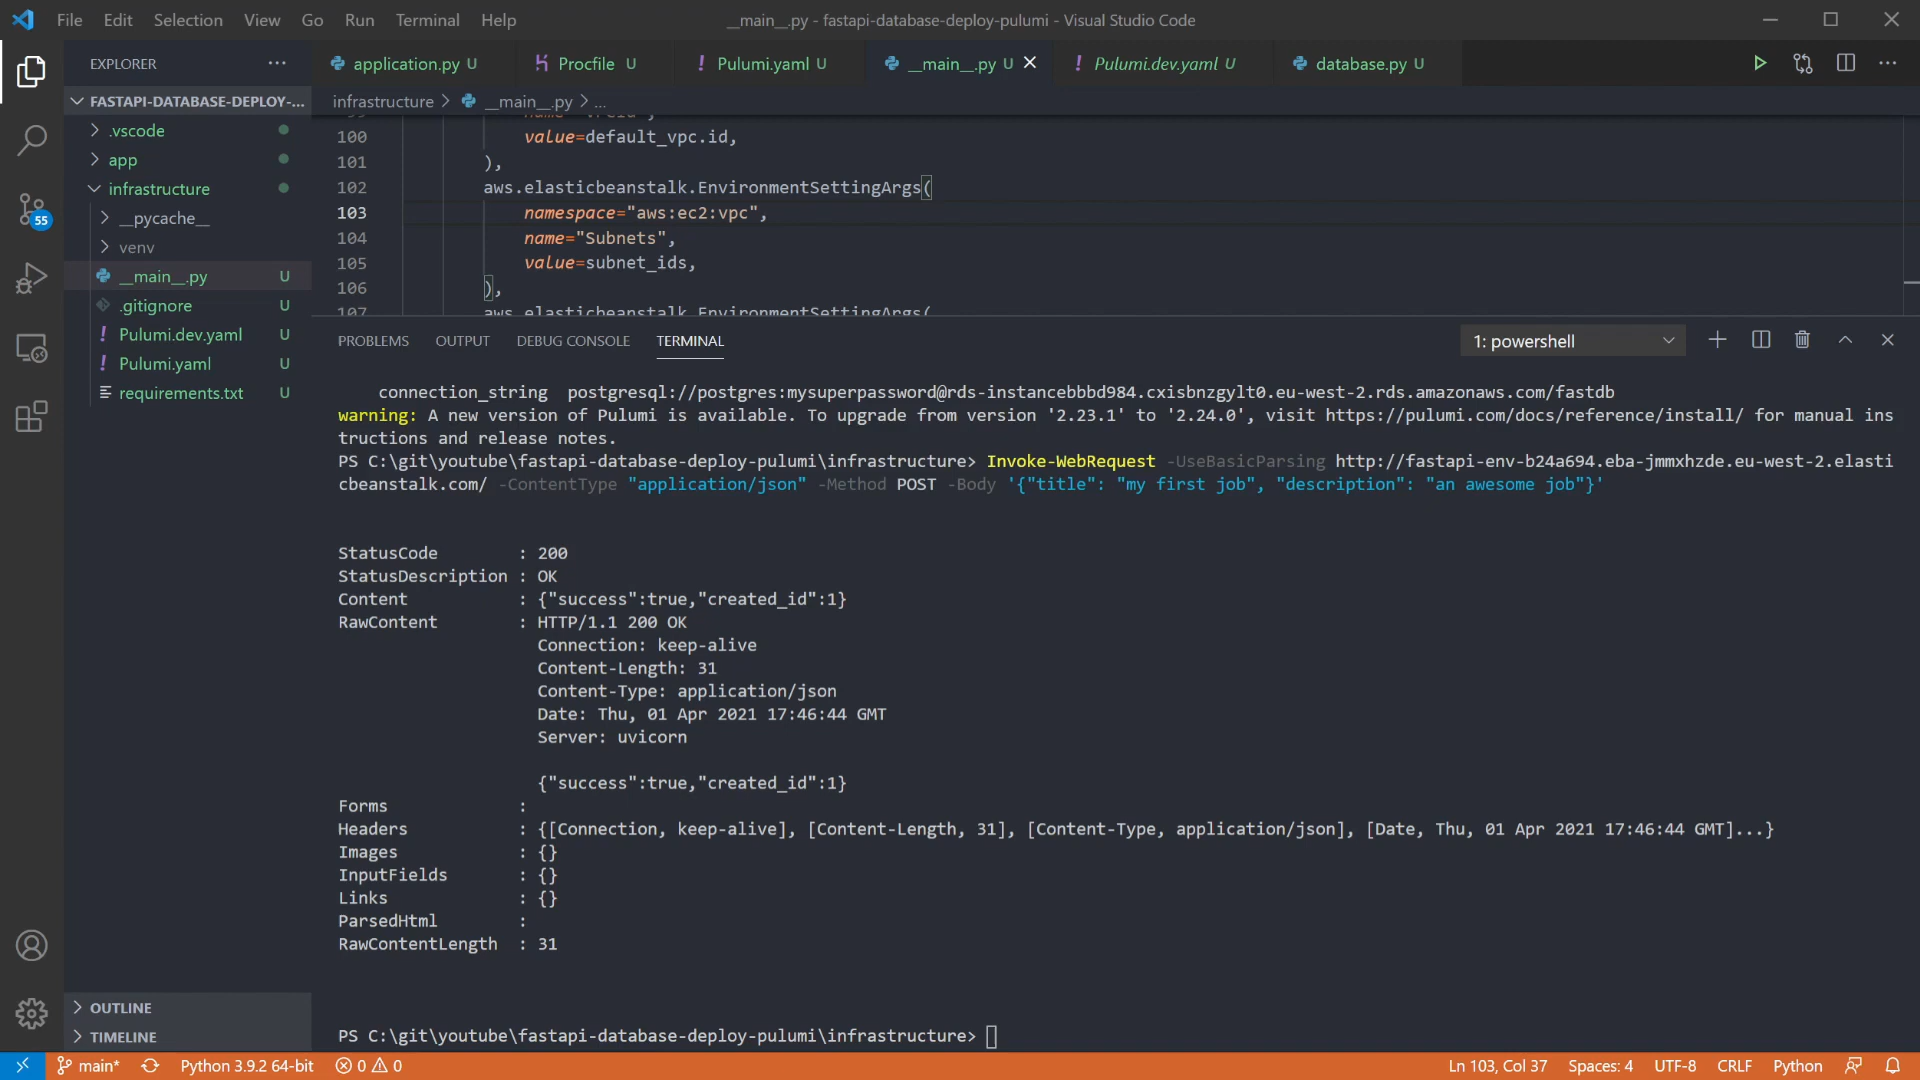 File Edit Selection View Go Run Terminal Help
__main__.py - fastapi-database-deploy-pulumi - Visual Studio Code
EXPLORER
application.py U
Procfile U
! Pulumi.yaml U
__main__.py U
! Pulumi.dev.yaml U
database.py U
FASTAPI-DATABASE-DEPLOY-...
infrastructure > __main__.py > ...
.vscode
app
infrastructure
__pycache__
venv
__main__.py U
.gitignore U
! Pulumi.dev.yaml U
! Pulumi.yaml U
requirements.txt U
55
100 value=default_vpc.id,
101 ),
102 aws.elasticbeanstalk.EnvironmentSettingArgs(
103 namespace="aws:ec2:vpc",
104 name="Subnets",
105 value=subnet_ids,
106 ),
107 aws.elasticbeanstalk.EnvironmentSettingArgs(
PROBLEMS OUTPUT DEBUG CONSOLE TERMINAL
1: powershell
connection_string postgresql://postgres:mysuperpassword@rds-instancebbbd984.cxisbnzgylt0.eu-west-2.rds.amazonaws.com/fastdb
warning: A new version of Pulumi is available. To upgrade from version '2.23.1' to '2.24.0', visit https://pulumi.com/docs/reference/install/ for manual ins
tructions and release notes.
PS C:\git\youtube\fastapi-database-deploy-pulumi\infrastructure> Invoke-WebRequest -UseBasicParsing http://fastapi-env-b24a694.eba-jmmxhzde.eu-west-2.elasti
cbeanstalk.com/ -ContentType "application/json" -Method POST -Body '{"title": "my first job", "description": "an awesome job"}'
StatusCode : 200
StatusDescription : OK
Content : {"success":true,"created_id":1}
RawContent : HTTP/1.1 200 OK
Connection: keep-alive
Content-Length: 31
Content-Type: application/json
Date: Thu, 01 Apr 2021 17:46:44 GMT
Server: uvicorn
{"success":true,"created_id":1}
Forms :
Headers : {[Connection, keep-alive], [Content-Length, 31], [Content-Type, application/json], [Date, Thu, 01 Apr 2021 17:46:44 GMT]...}
Images : {}
InputFields : {}
Links : {}
ParsedHtml :
RawContentLength : 31
PS C:\git\youtube\fastapi-database-deploy-pulumi\infrastructure>
OUTLINE
TIMELINE
main* Python 3.9.2 64-bit 0 0 Ln 103, Col 37 Spaces: 4 UTF-8 CRLF Python